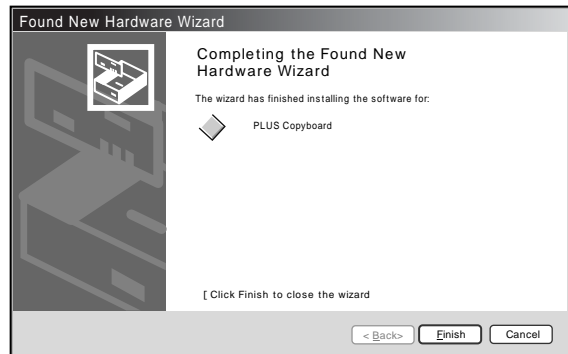 Found New Hardware Wizard
Completing the Found New
Hardware Wizard
The wizard has finished installing the software for:
PLUS Copyboard
[ Click Finish to close the wizard
< Back>
Finish
Cancel